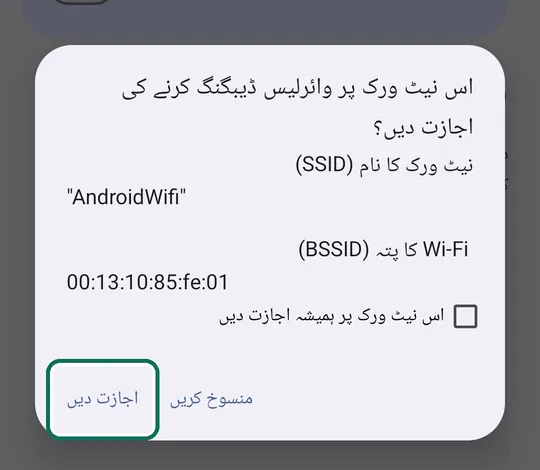 اس نیٹ ورک پر وائرلیس ڈیبگنگ کرنے کی
اجازت دیں؟
نیٹ ورک کا نام (SSID)
"AndroidWifi"
Wi-Fi کا پتہ (BSSID)
00:13:10:85:fe:01
اس نیٹ ورک پر ہمیشہ اجازت دیں
منسوخ کریں
اجازت دیں